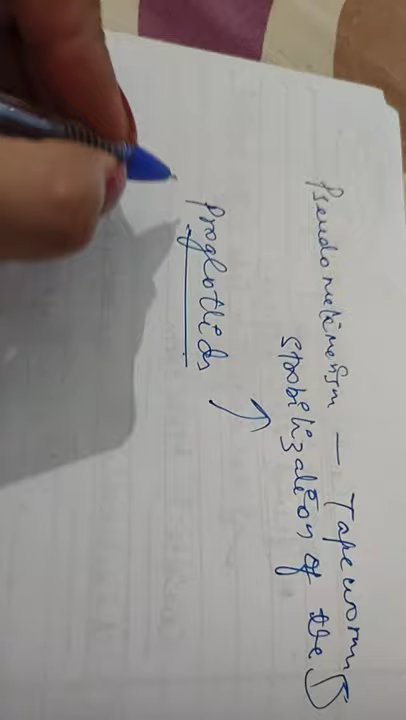 Pseudometamerism — Tapeworms
strobilization of the
Proglottids